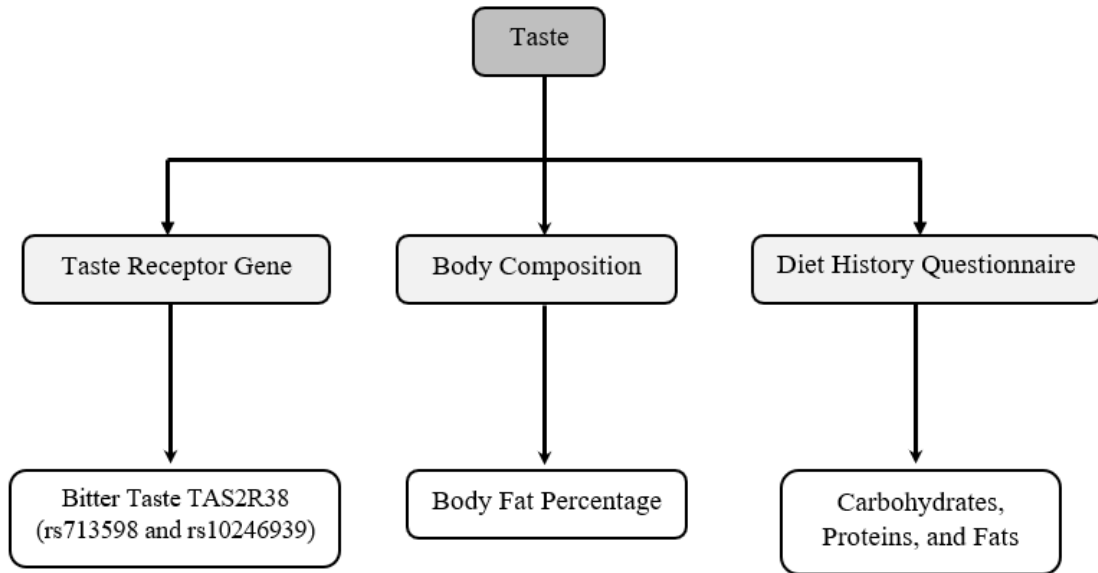 Taste
Taste Receptor Gene
Body Composition
Diet History Questionnaire
Bitter Taste TAS2R38
(rs713598 and rs10246939)
Body Fat Percentage
Carbohydrates,
Proteins, and Fats